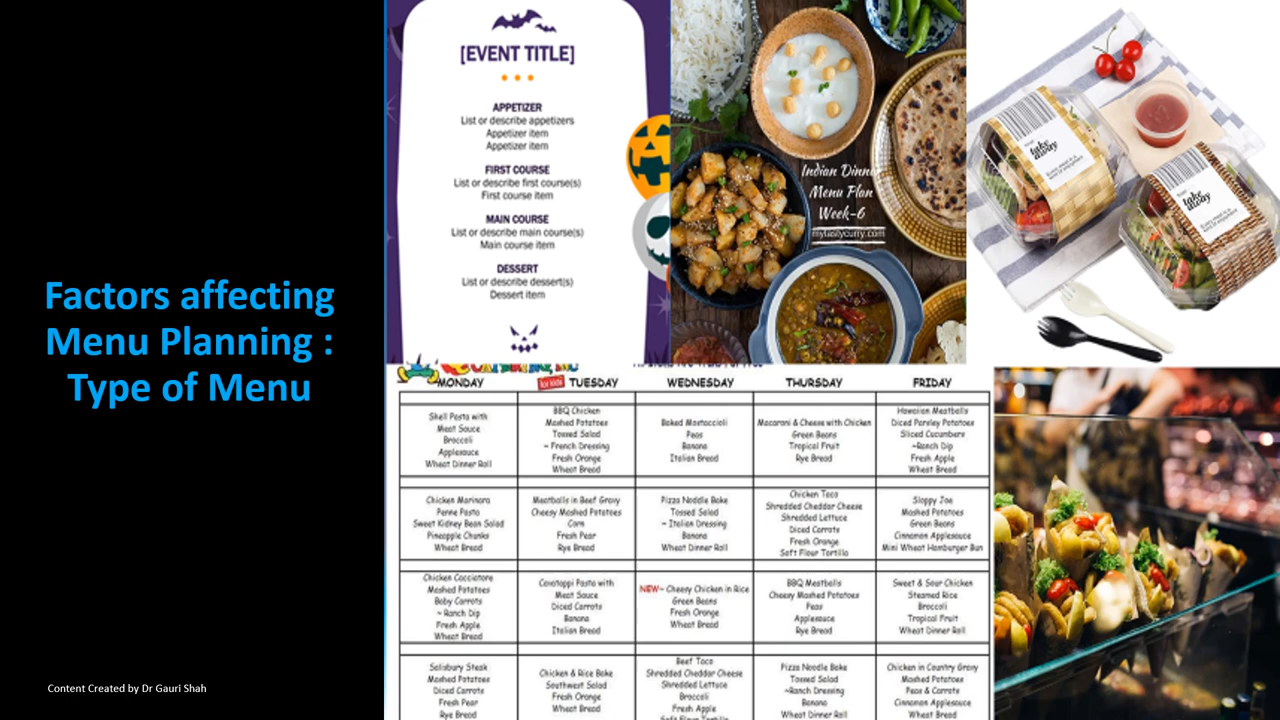 Factors affecting
Menu Planning :
Type of Menu
Content Created by Dr Gauri Shah
[EVENT TITLE]
APPETIZER
List or describe appetizers
Appetizer item
Appetizer item
FIRST COURSE
List or describe first course(s)
First course item
MAIN COURSE
List or describe main course(s)
Main course item
DESSERT
List or describe dessert(s)
Dessert item
Indian Dinner
Menu Plan
Week-6
mytastycurry.com
take
away
take
away
MONDAY
for kids
TUESDAY
WEDNESDAY
THURSDAY
FRIDAY
Shell Pasta with
Meat Sauce
Broccoli
Applesauce
Wheat Dinner Roll
BBQ Chicken
Mashed Potatoes
Tossed Salad
~ French Dressing
Fresh Orange
Wheat Bread
Baked Mostaccioli
Peas
Banana
Italian Bread
Macaroni & Cheese with Chicken
Green Beans
Tropical Fruit
Rye Bread
Hawaiian Meatballs
Diced Parsley Potatoes
Sliced Cucumbers
~Ranch Dip
Fresh Apple
Wheat Bread
Chicken Marinara
Penne Pasta
Sweet Kidney Bean Salad
Pineapple Chunks
Wheat Bread
Meatballs in Beef Gravy
Cheesy Mashed Potatoes
Corn
Fresh Pear
Rye Bread
Pizza Noddle Bake
Tossed Salad
~ Italian Dressing
Banana
Wheat Dinner Roll
Chicken Taco
Shredded Cheddar Cheese
Shredded Lettuce
Diced Carrots
Fresh Orange
Soft Flour Tortilla
Sloppy Joe
Mashed Potatoes
Green Beans
Cinnamon Applesauce
Mini Wheat Hamburger Bun
Chicken Cacciatore
Mashed Potatoes
Baby Carrots
~ Ranch Dip
Fresh Apple
Wheat Bread
Cavatappi Pasta with
Meat Sauce
Diced Carrots
Banana
Italian Bread
NEW~ Cheesy Chicken in Rice
Green Beans
Fresh Orange
Wheat Bread
BBQ Meatballs
Cheesy Mashed Potatoes
Peas
Applesauce
Rye Bread
Sweet & Sour Chicken
Steamed Rice
Broccoli
Tropical Fruit
Wheat Dinner Roll
Salisbury Steak
Mashed Potatoes
Diced Carrots
Fresh Pear
Rye Bread
Chicken & Rice Bake
Southwest Salad
Fresh Orange
Wheat Bread
Beef Taco
Shredded Cheddar Cheese
Shredded Lettuce
Broccoli
Fresh Apple
Pizza Noodle Bake
Tossed Salad
~Ranch Dressing
Banana
Wheat Dinner Roll
Chicken in Country Gravy
Mashed Potatoes
Peas & Carrots
Cinnamon Applesauce
Wheat Bread